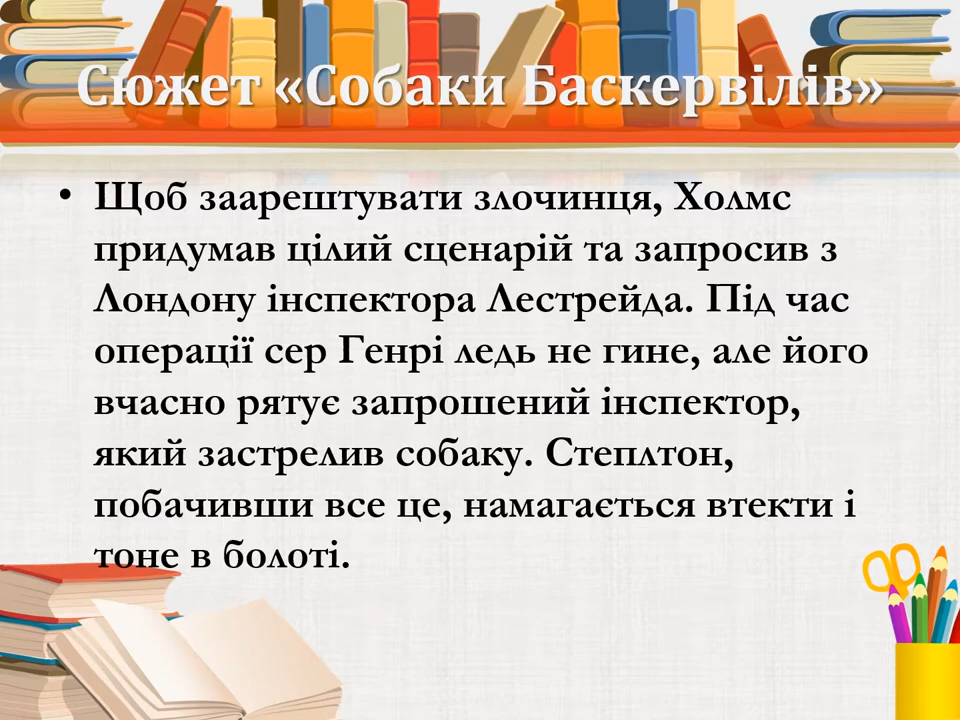 Сюжет «Собаки Баскервілів»
• Щоб заарештувати злочинця, Холмс
придумав цілий сценарій та запросив з
Лондону інспектора Лестрейда. Під час
операції сер Генрі ледь не гине, але його
вчасно рятує запрошений інспектор,
який застрелив собаку. Степлтон,
побачивши все це, намагається втекти і
тоне в болоті.